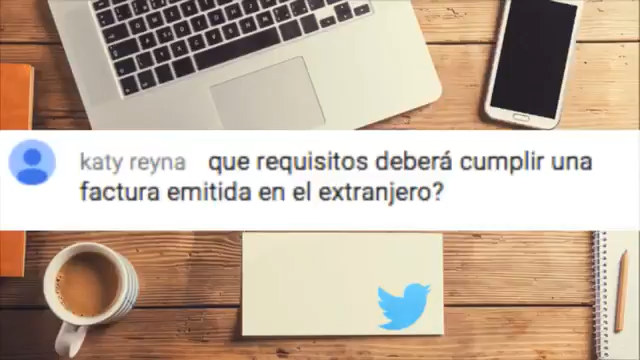 katy reyna que requisitos deberá cumplir una
factura emitida en el extranjero?